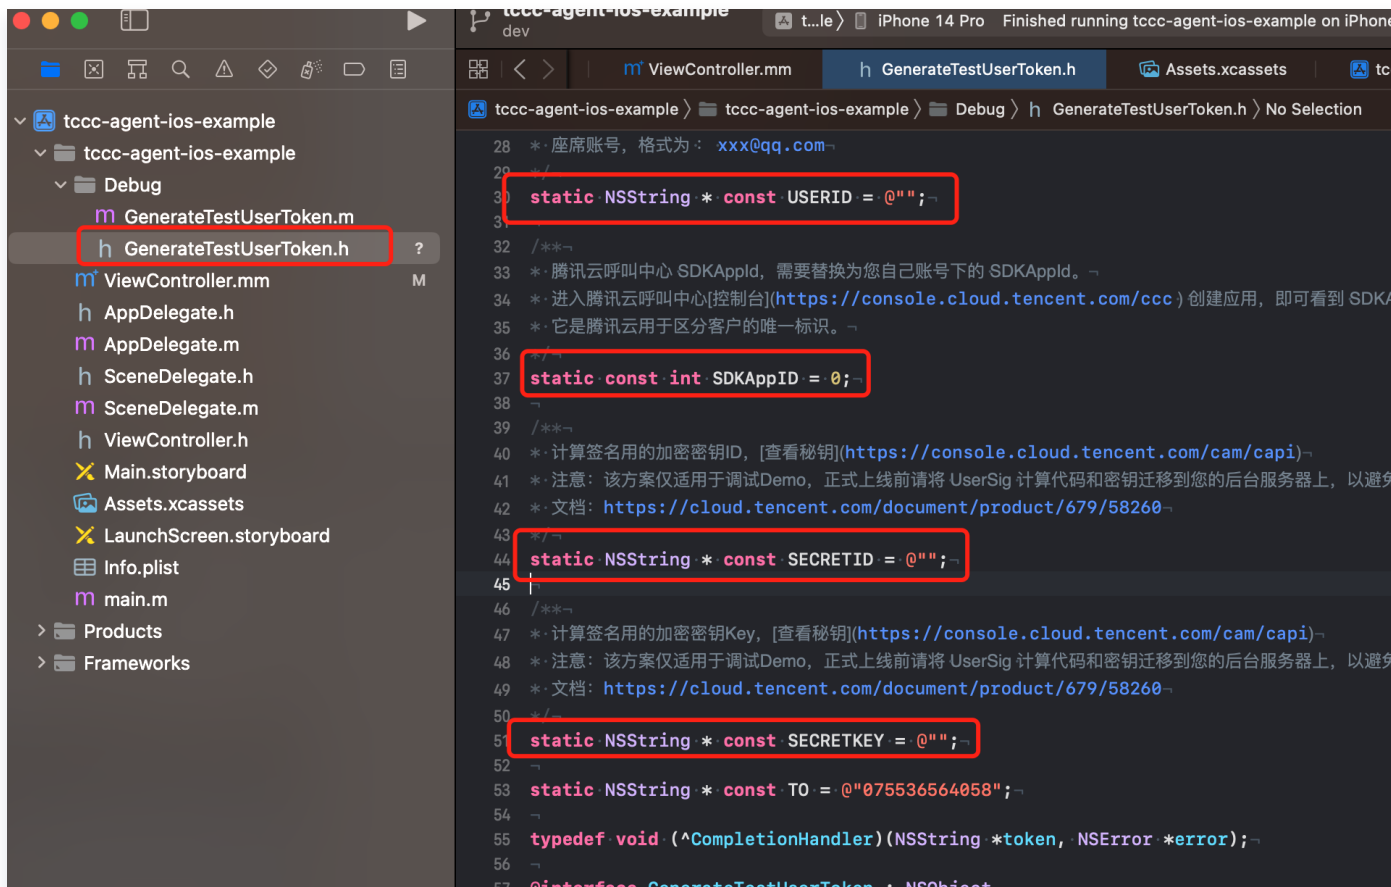 tccc-agent-ios-example
dev
t...le
iPhone 14 Pro
Finished running tccc-agent-ios-example on iPhone
ViewController.mm
h GenerateTestUserToken.h
Assets.xcassets
tc
tccc-agent-ios-example
tccc-agent-ios-example
Debug
h GenerateTestUserToken.h
No Selection
tccc-agent-ios-example
tccc-agent-ios-example
Debug
m GenerateTestUserToken.m
h GenerateTestUserToken.h ?
m ViewController.mm M
h AppDelegate.h
m AppDelegate.m
h SceneDelegate.h
m SceneDelegate.m
h ViewController.h
Main.storyboard
Assets.xcassets
LaunchScreen.storyboard
Info.plist
m main.m
Products
Frameworks
28 * 座席账号，格式为： xxx@qq.com
29 */
30 static NSString * const USERID = @"";
31
32 /**
33 * 腾讯云呼叫中心 SDKAppId，需要替换为您自己账号下的 SDKAppId。
34 * 进入腾讯云呼叫中心[控制台](https://console.cloud.tencent.com/ccc ) 创建应用，即可看到 SDKA
35 * 它是腾讯云用于区分客户的唯一标识。
36 */
37 static const int SDKAppID = 0;
38
39 /**
40 * 计算签名用的加密密钥ID，[查看秘钥](https://console.cloud.tencent.com/cam/capi)
41 * 注意：该方案仅适用于调试Demo，正式上线前请将 UserSig 计算代码和密钥迁移到您的后台服务器上，以避免
42 * 文档：https://cloud.tencent.com/document/product/679/58260
43 */
44 static NSString * const SECRETID = @"";
45
46 /**
47 * 计算签名用的加密密钥Key，[查看秘钥](https://console.cloud.tencent.com/cam/capi)
48 * 注意：该方案仅适用于调试Demo，正式上线前请将 UserSig 计算代码和密钥迁移到您的后台服务器上，以避免
49 * 文档：https://cloud.tencent.com/document/product/679/58260
50 */
51 static NSString * const SECRETKEY = @"";
52
53 static NSString * const TO = @"075536564058";
54
55 typedef void (^CompletionHandler)(NSString *token, NSError *error);
56
57 @interface GenerateTestUserToken : NSObject